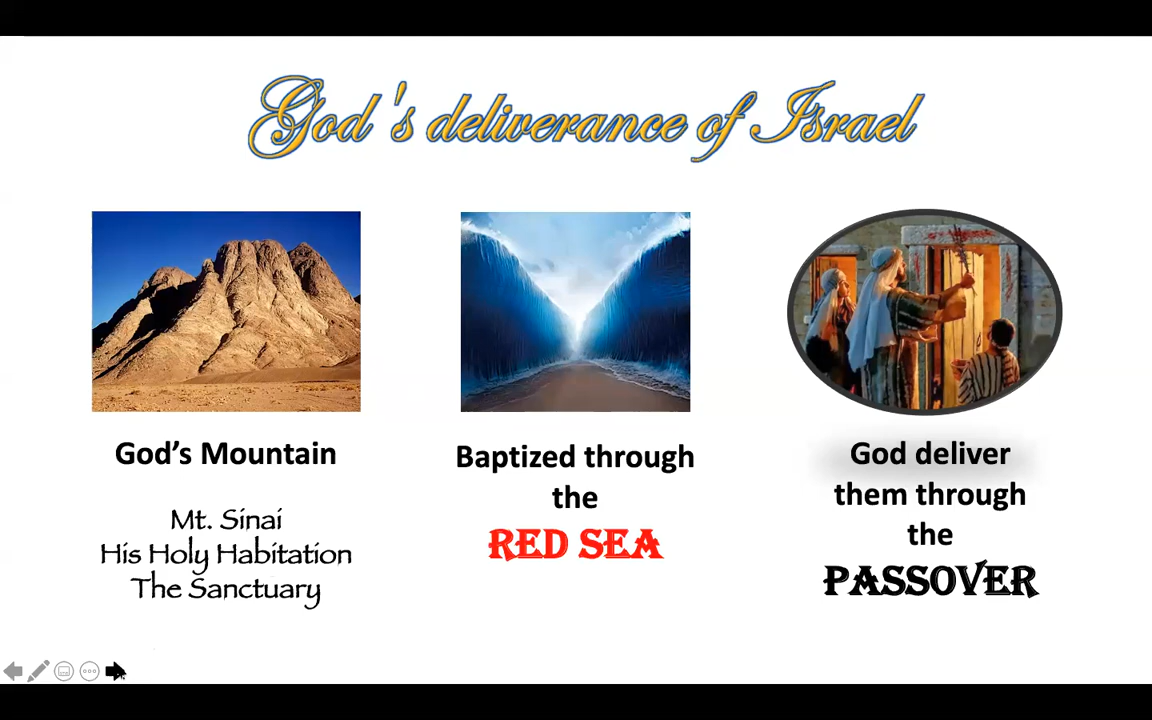 God's deliverance of Israel
God’s Mountain
Mt. Sinai
His Holy Habitation
The Sanctuary
Baptized through
the
RED SEA
God deliver
them through
the
PASSOVER